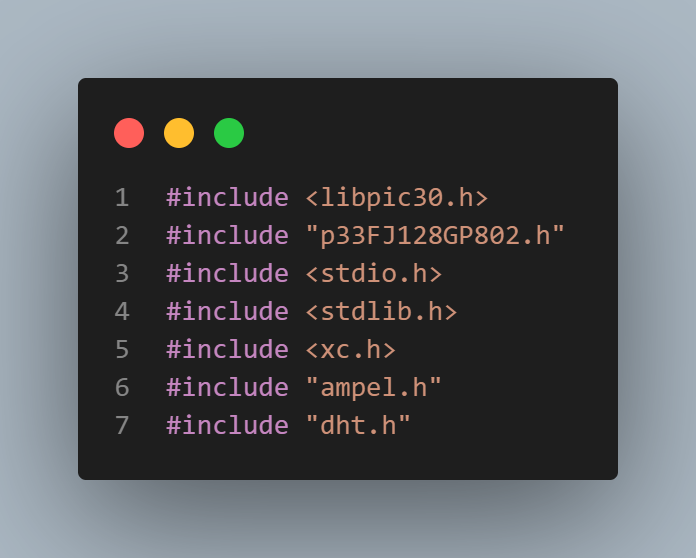 1 #include <libpic30.h>
2 #include "p33FJ128GP802.h"
3 #include <stdio.h>
4 #include <stdlib.h>
5 #include <xc.h>
6 #include "ampel.h"
7 #include "dht.h"